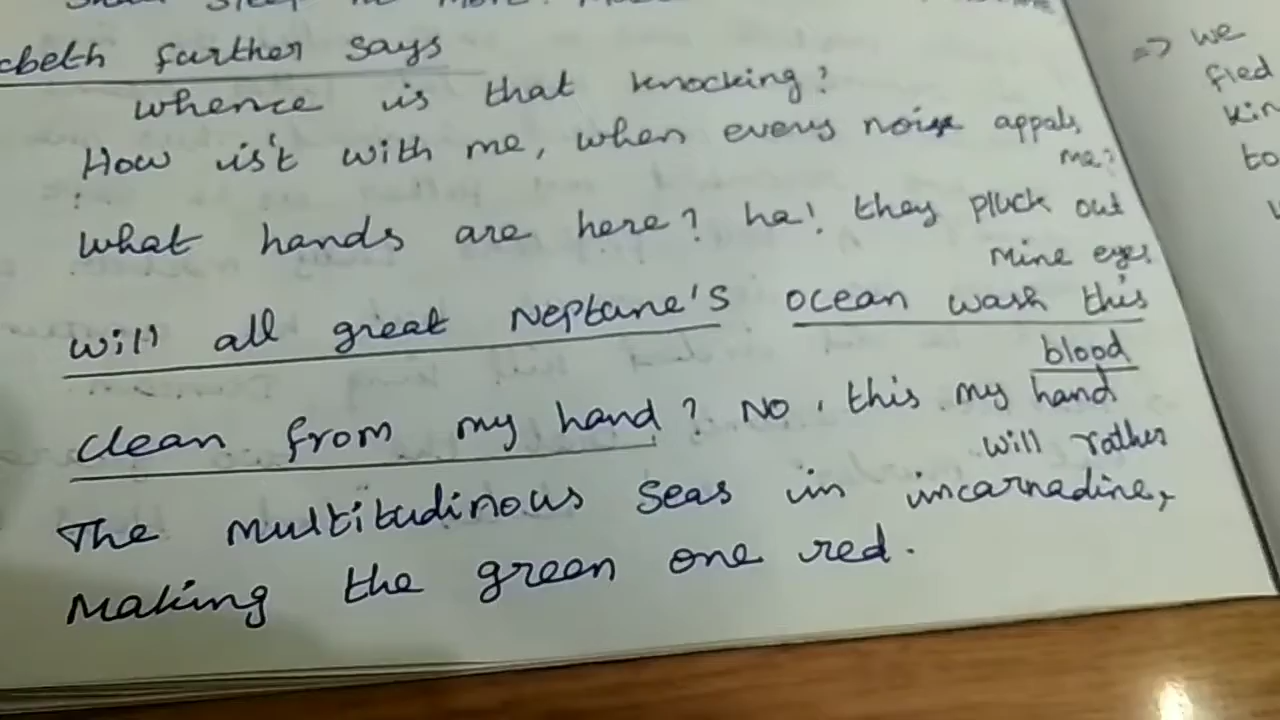 cbeth further says
whence is that knocking?
How is't with me, when every noise appals
me?
what hands are here? ha! they pluck out
Mine eyes.
will all great Neptune's ocean wash this
blood
clean from my hand? No, this my hand
will rather
The multitudinous seas in incarnadine,
Making the green one red.
=> we
fled
kin
to